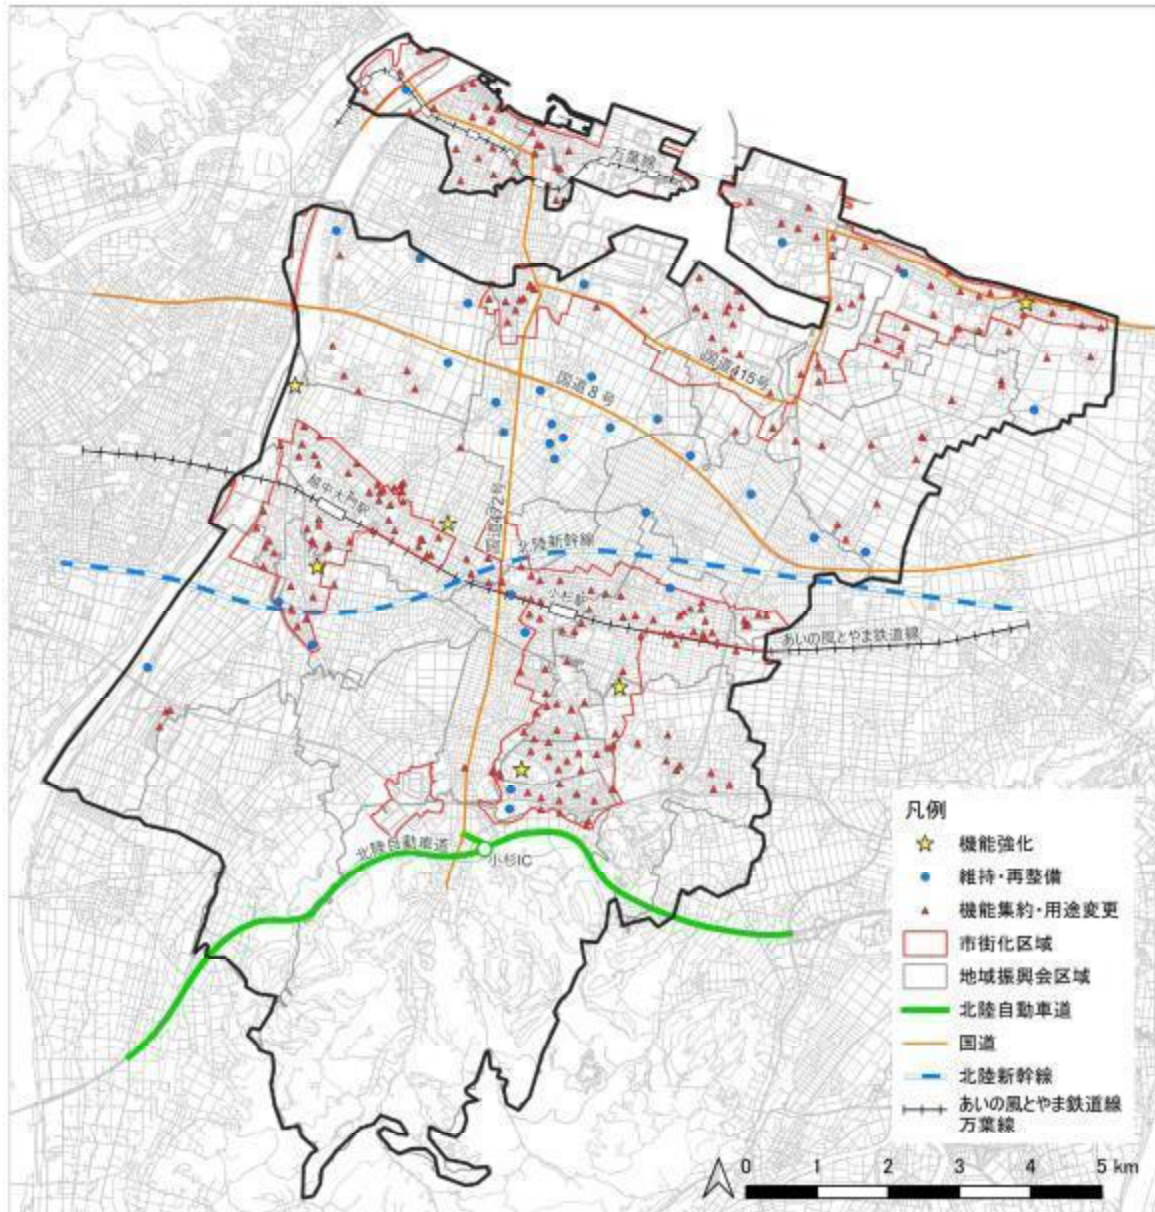 万葉線
国道415号
国道8号
越中大門駅
国道472号
北陸新幹線
小杉駅
あいの風とやま鉄道線
北陸自動車道
小杉IC
凡例
機能強化
維持・再整備
機能集約・用途変更
市街化区域
地域振興会区域
北陸自動車道
国道
北陸新幹線
あいの風とやま鉄道線
万葉線
0 1 2 3 4 5 km